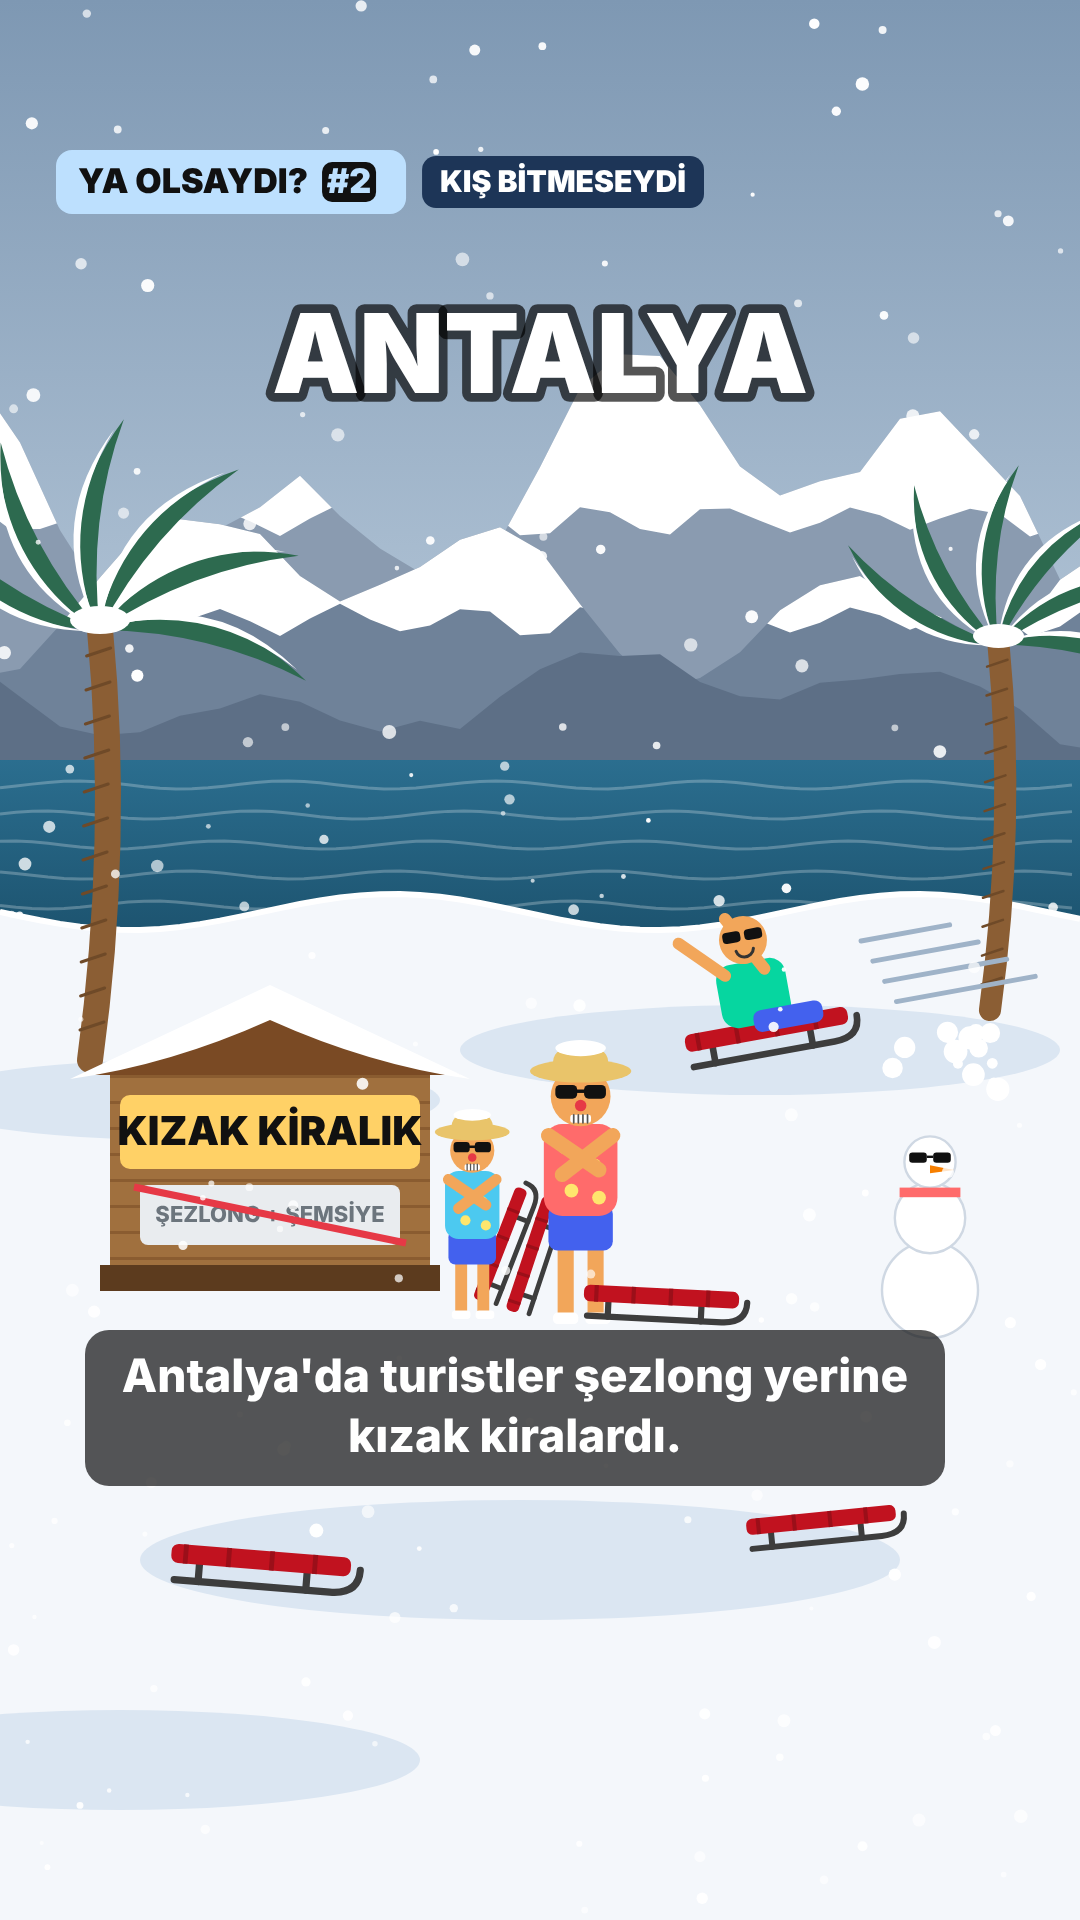 YA OLSAYDI? #2
KIŞ BİTMESEYDİ
ANTALYA
KIZAK KİRALIK
ŞEZLONG + ŞEMSİYE
Antalya'da turistler şezlong yerine
kızak kiralardı.